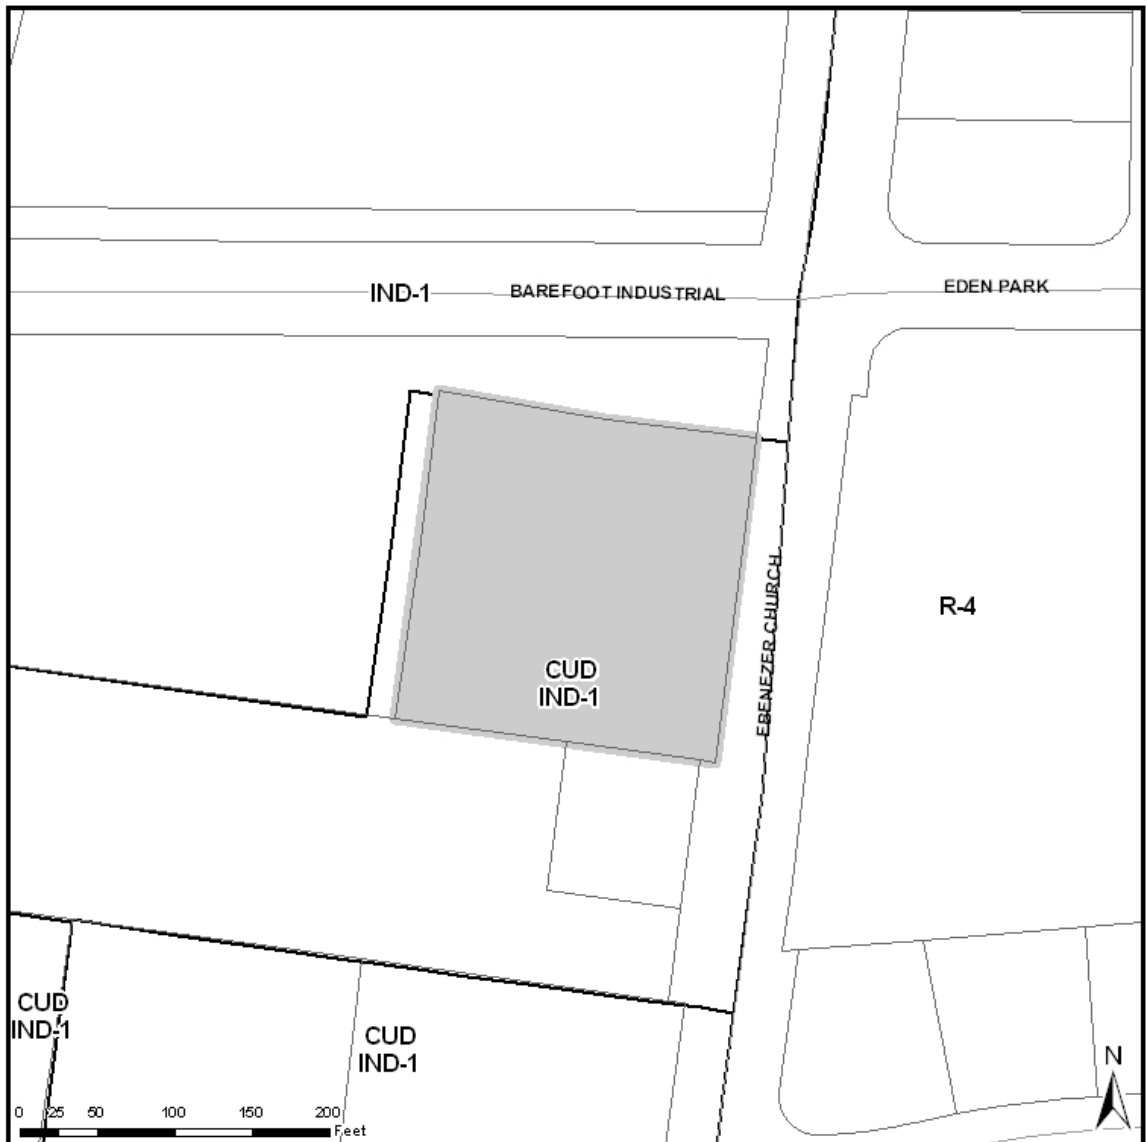 IND-1
BAREFOOT INDUSTRIAL
EDEN PARK
R-4
EBENEZER CHURCH
CUD
IND-1
CUD
IND-1
CUD
IND-1
N
0 25 50 100 150 200
Feet